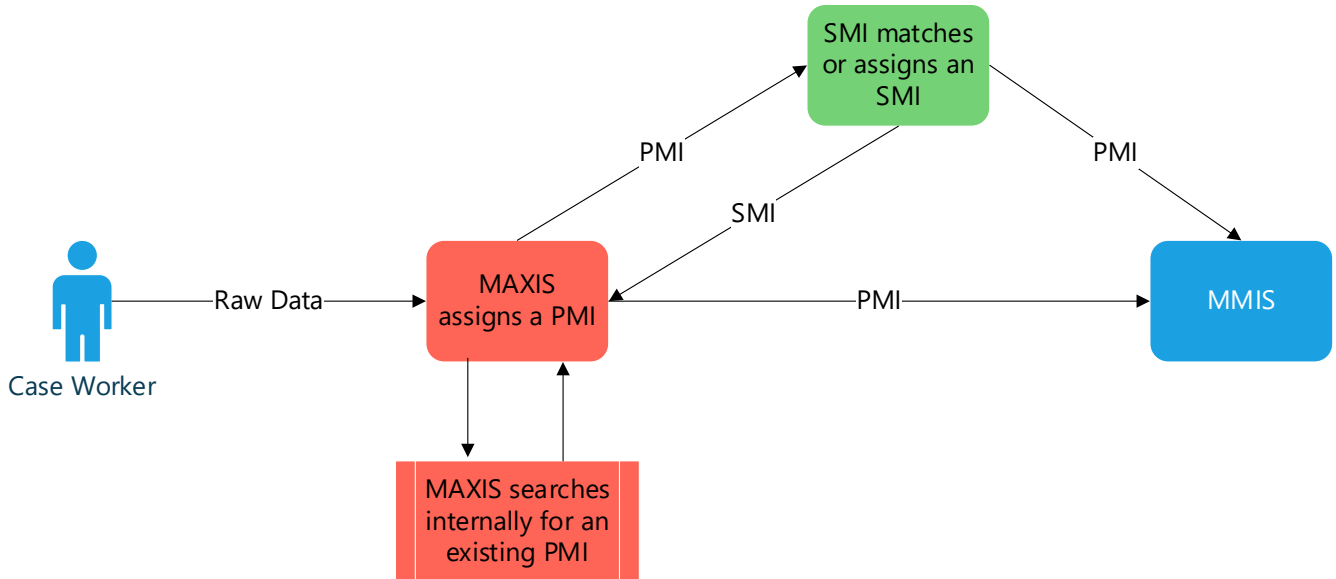 SMI matches
or assigns an
SMI
PMI
PMI
SMI
MAXIS
assigns a PMI
Raw Data
PMI
MMIS
Case Worker
MAXIS searches
internally for an
existing PMI